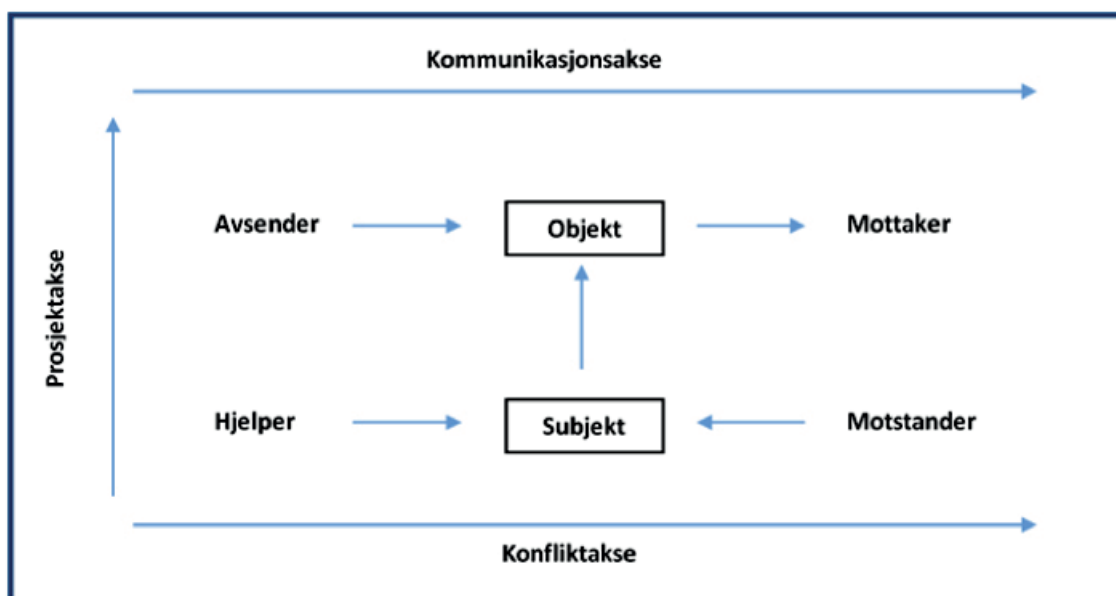 Kommunikasjonsakse
Prosjektakse
Avsender Objekt Mottaker
Hjelper Subjekt Motstander
Konfliktakse